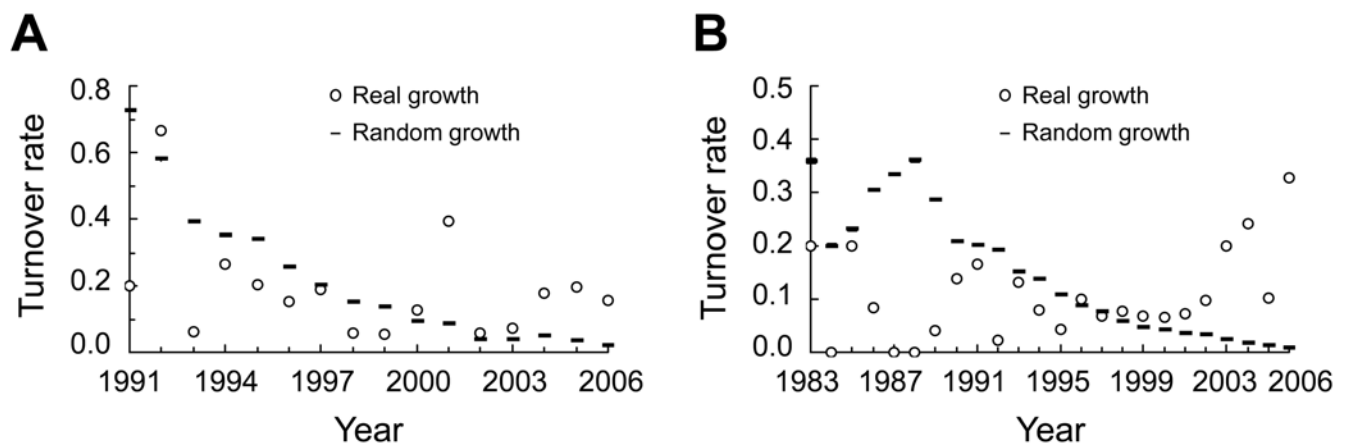 A
Turnover rate
0.8
0.6
0.4
0.2
0.0
Real growth
Random growth
1991 1994 1997 2000 2003 2006
Year
B
Turnover rate
0.5
0.4
0.3
0.2
0.1
0.0
Real growth
Random growth
1983 1987 1991 1995 1999 2003 2006
Year